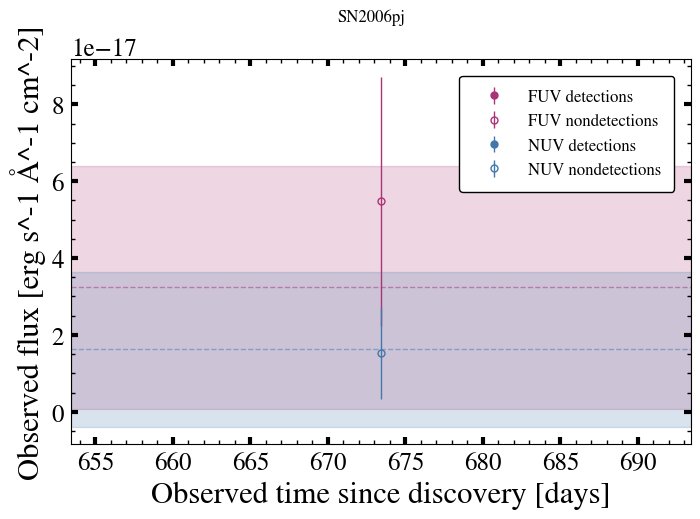 SN2006pj
1e−17
Observed flux [erg s^-1 Å^-1 cm^-2]
8
6
4
2
0
FUV detections
FUV nondetections
NUV detections
NUV nondetections
655 660 665 670 675 680 685 690
Observed time since discovery [days]